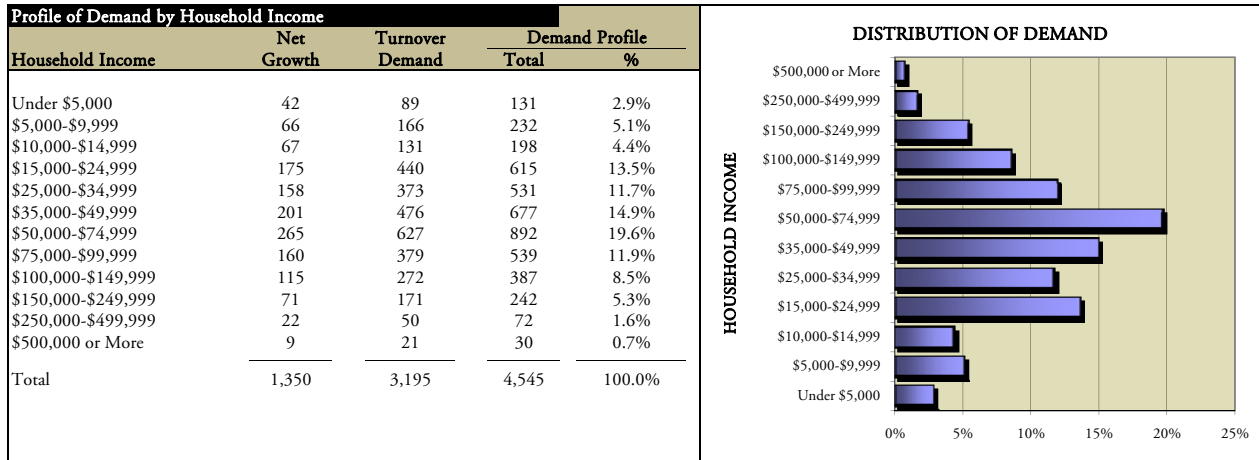 Profile of Demand by Household Income
Net Turnover Demand Profile
Household Income Growth Demand Total %
Under $5,000 42 89 131 2.9%
$5,000-$9,999 66 166 232 5.1%
$10,000-$14,999 67 131 198 4.4%
$15,000-$24,999 175 440 615 13.5%
$25,000-$34,999 158 373 531 11.7%
$35,000-$49,999 201 476 677 14.9%
$50,000-$74,999 265 627 892 19.6%
$75,000-$99,999 160 379 539 11.9%
$100,000-$149,999 115 272 387 8.5%
$150,000-$249,999 71 171 242 5.3%
$250,000-$499,999 22 50 72 1.6%
$500,000 or More 9 21 30 0.7%
Total 1,350 3,195 4,545 100.0%
DISTRIBUTION OF DEMAND
HOUSEHOLD INCOME
$500,000 or More
$250,000-$499,999
$150,000-$249,999
$100,000-$149,999
$75,000-$99,999
$50,000-$74,999
$35,000-$49,999
$25,000-$34,999
$15,000-$24,999
$10,000-$14,999
$5,000-$9,999
Under $5,000
0% 5% 10% 15% 20% 25%